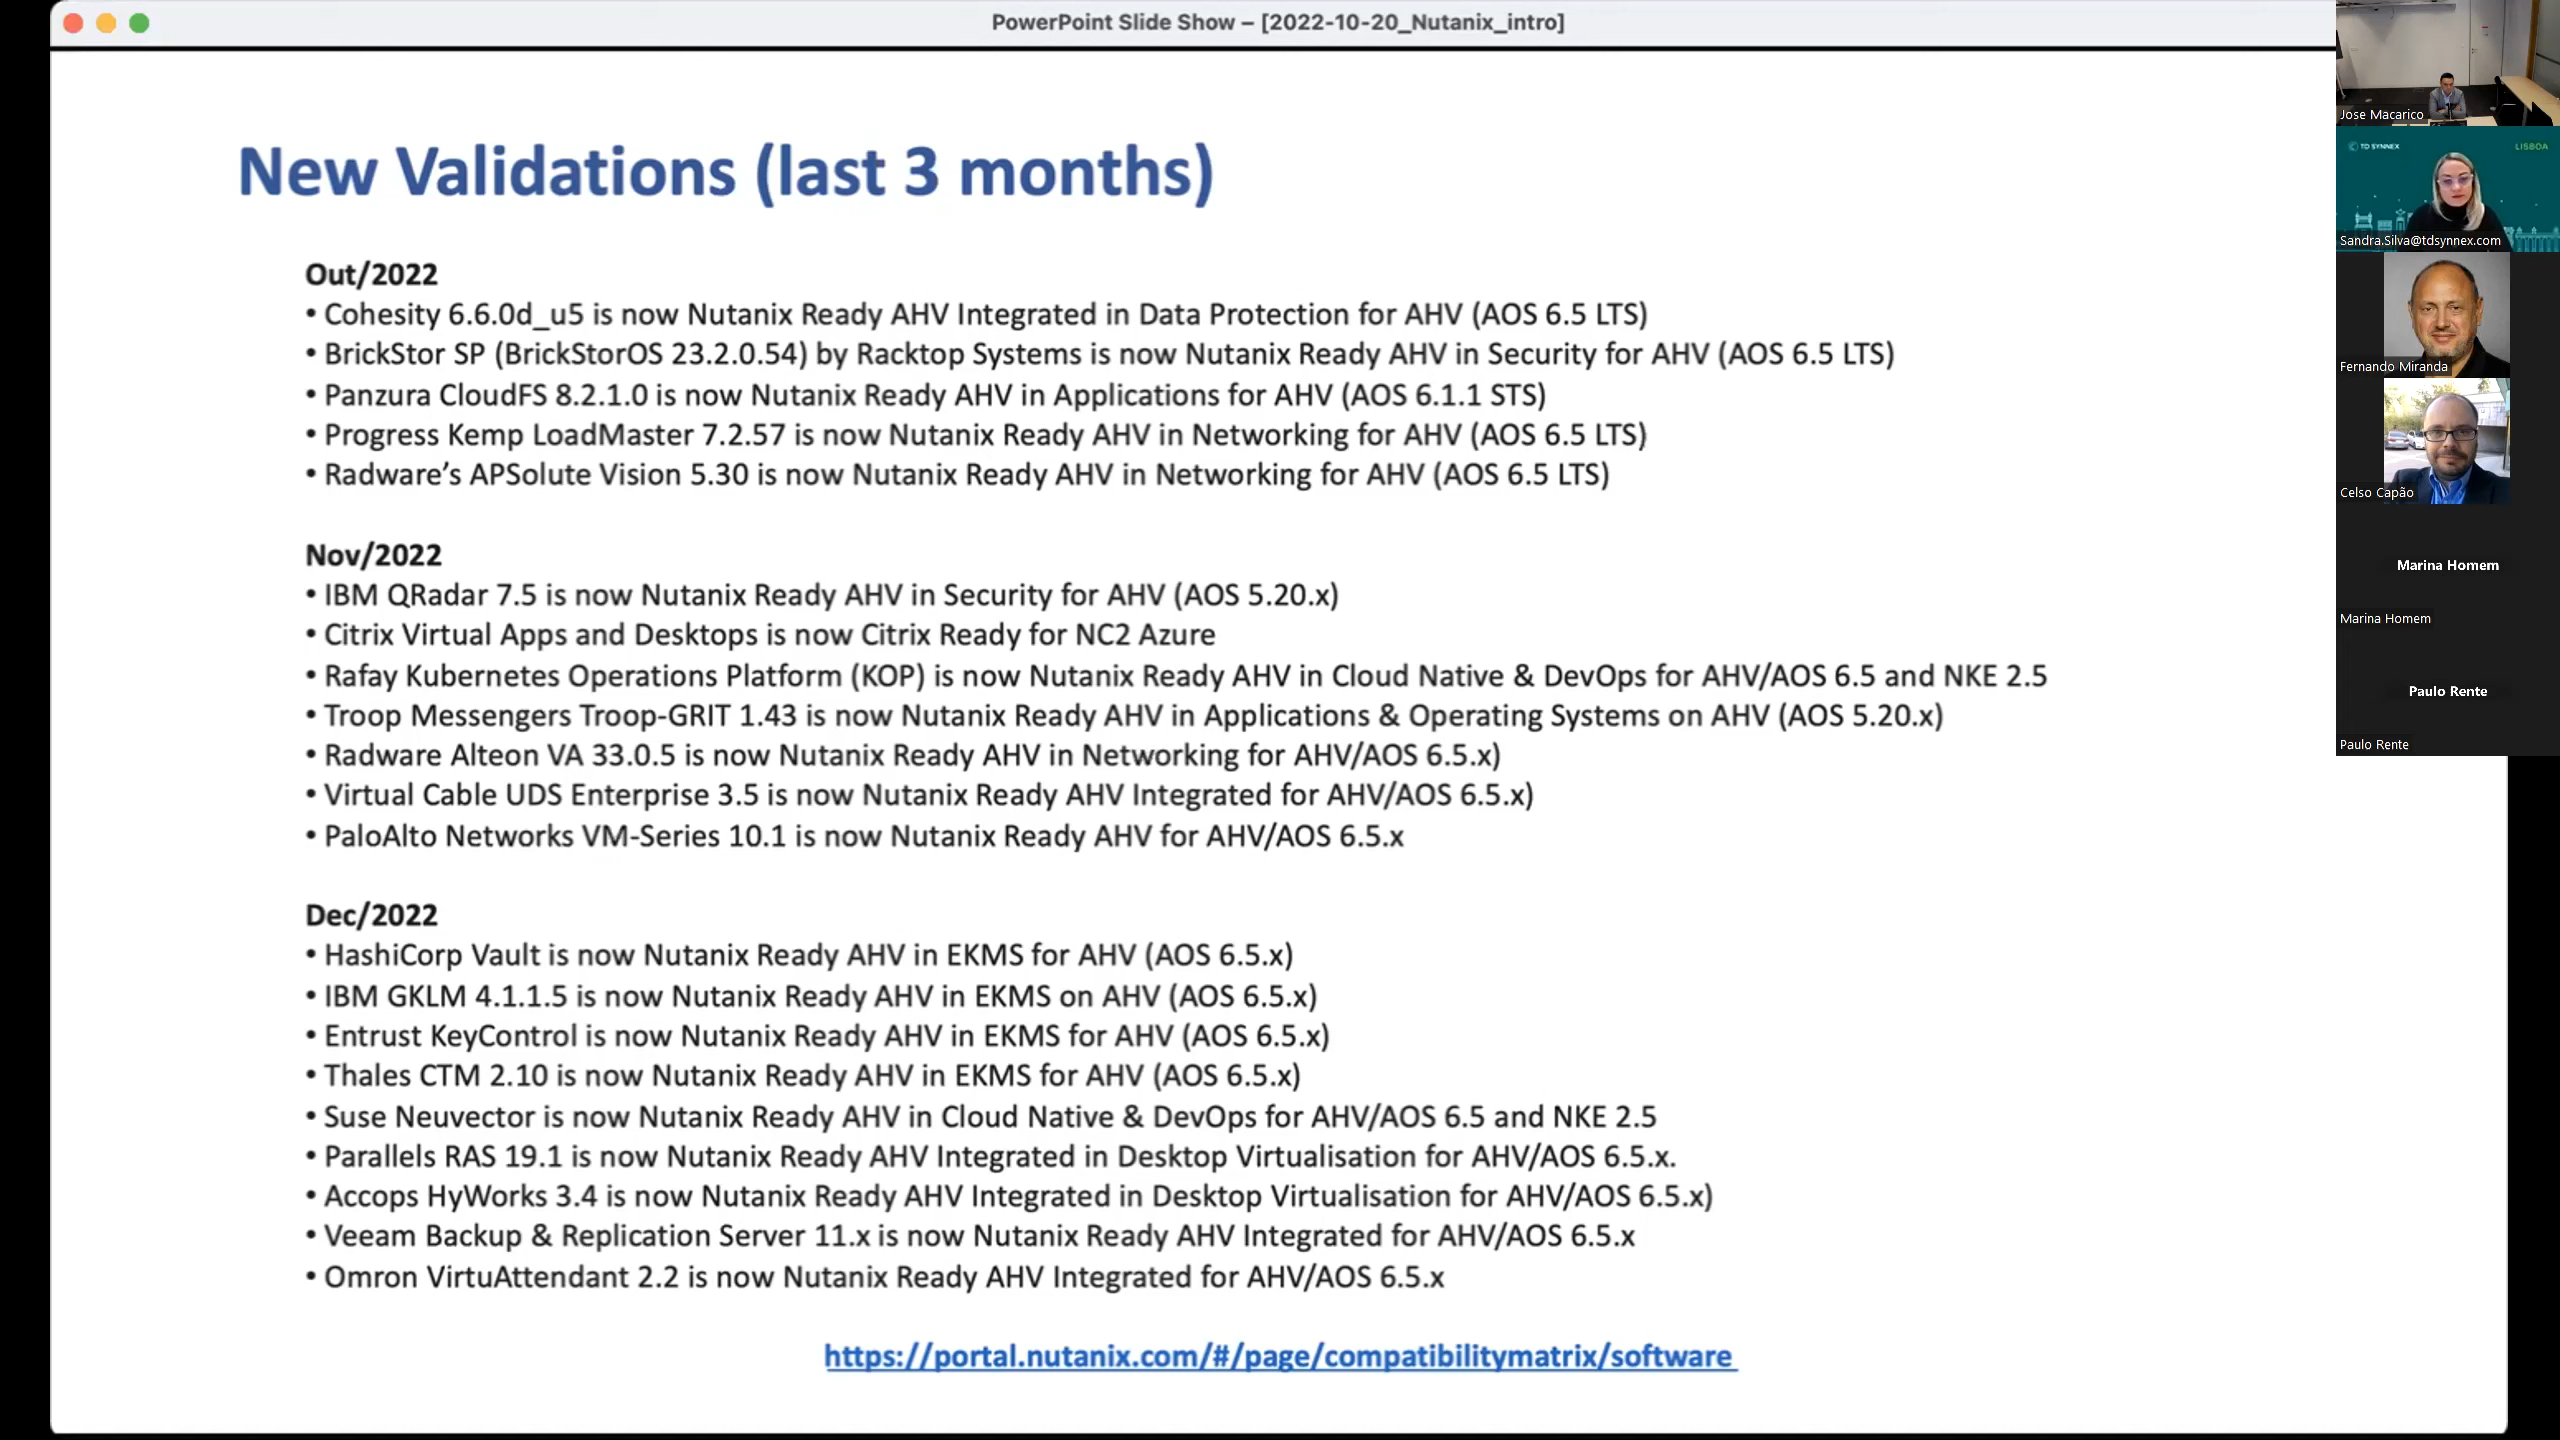 PowerPoint Slide Show – [2022-10-20_Nutanix_intro]
New Validations (last 3 months)
Out/2022
• Cohesity 6.6.0d_u5 is now Nutanix Ready AHV Integrated in Data Protection for AHV (AOS 6.5 LTS)
• BrickStor SP (BrickStorOS 23.2.0.54) by Racktop Systems is now Nutanix Ready AHV in Security for AHV (AOS 6.5 LTS)
• Panzura CloudFS 8.2.1.0 is now Nutanix Ready AHV in Applications for AHV (AOS 6.1.1 STS)
• Progress Kemp LoadMaster 7.2.57 is now Nutanix Ready AHV in Networking for AHV (AOS 6.5 LTS)
• Radware’s APSolute Vision 5.30 is now Nutanix Ready AHV in Networking for AHV (AOS 6.5 LTS)
Nov/2022
• IBM QRadar 7.5 is now Nutanix Ready AHV in Security for AHV (AOS 5.20.x)
• Citrix Virtual Apps and Desktops is now Citrix Ready for NC2 Azure
• Rafay Kubernetes Operations Platform (KOP) is now Nutanix Ready AHV in Cloud Native & DevOps for AHV/AOS 6.5 and NKE 2.5
• Troop Messengers Troop-GRIT 1.43 is now Nutanix Ready AHV in Applications & Operating Systems on AHV (AOS 5.20.x)
• Radware Alteon VA 33.0.5 is now Nutanix Ready AHV in Networking for AHV/AOS 6.5.x)
• Virtual Cable UDS Enterprise 3.5 is now Nutanix Ready AHV Integrated for AHV/AOS 6.5.x)
• PaloAlto Networks VM-Series 10.1 is now Nutanix Ready AHV for AHV/AOS 6.5.x
Dec/2022
• HashiCorp Vault is now Nutanix Ready AHV in EKMS for AHV (AOS 6.5.x)
• IBM GKLM 4.1.1.5 is now Nutanix Ready AHV in EKMS on AHV (AOS 6.5.x)
• Entrust KeyControl is now Nutanix Ready AHV in EKMS for AHV (AOS 6.5.x)
• Thales CTM 2.10 is now Nutanix Ready AHV in EKMS for AHV (AOS 6.5.x)
• Suse Neuvector is now Nutanix Ready AHV in Cloud Native & DevOps for AHV/AOS 6.5 and NKE 2.5
• Parallels RAS 19.1 is now Nutanix Ready AHV Integrated in Desktop Virtualisation for AHV/AOS 6.5.x.
• Accops HyWorks 3.4 is now Nutanix Ready AHV Integrated in Desktop Virtualisation for AHV/AOS 6.5.x)
• Veeam Backup & Replication Server 11.x is now Nutanix Ready AHV Integrated for AHV/AOS 6.5.x
• Omron VirtuAttendant 2.2 is now Nutanix Ready AHV Integrated for AHV/AOS 6.5.x
https://portal.nutanix.com/#/page/compatibilitymatrix/software
Jose Macarico
TD SYNNEX
LISBOA
Sandra.Silva@tdsynnex.com
Fernando Miranda
Celso Capão
Marina Homem
Marina Homem
Paulo Rente
Paulo Rente